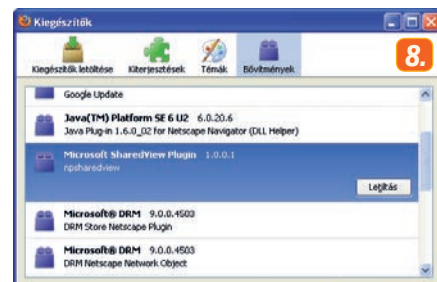 Kiegészítők
Kiegészítők letöltése Kiterjesztések Témák Bővítmények
8.
Google Update
Java(TM) Platform SE 6 U2 6.0.20.6
Java Plug-in 1.6.0_02 for Netscape Navigator (DLL Helper)
Microsoft SharedView Plugin 1.0.0.1
npsharedview
Letiltás
Microsoft® DRM 9.0.0.4503
DRM Store Netscape Plugin
Microsoft® DRM 9.0.0.4503
DRM Netscape Network Object